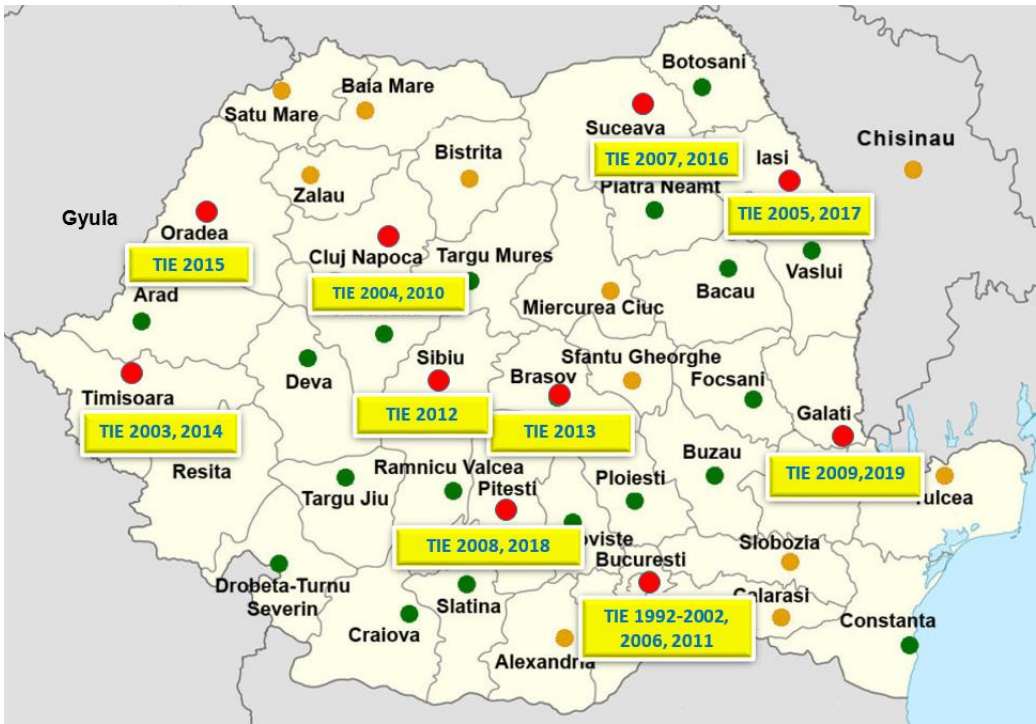 Botosani
Baia Mare
Satu Mare
Suceava
Chisinau
Bistrita
Iasi
TIE 2007, 2016
Zalau
Piatra Neamt
Gyula
TIE 2005, 2017
Oradea
Cluj Napoca
Targu Mures
TIE 2015
Vaslui
Bacau
TIE 2004, 2010
Arad
Miercurea Ciuc
Sibiu
Sfantu Gheorghe
Deva
Brasov
Focsani
Timisoara
TIE 2012
Galati
TIE 2003, 2014
TIE 2013
Buzau
Resita
Ramnicu Valcea
TIE 2009,2019
Targu Jiu
Pitesti
Ploiesti
ulcea
oviste
Slobozia
TIE 2008, 2018
Bucuresti
Drobeta-Turnu
Severin
Slatina
Calarasi
TIE 1992-2002,
2006, 2011
Constanta
Craiova
Alexandria